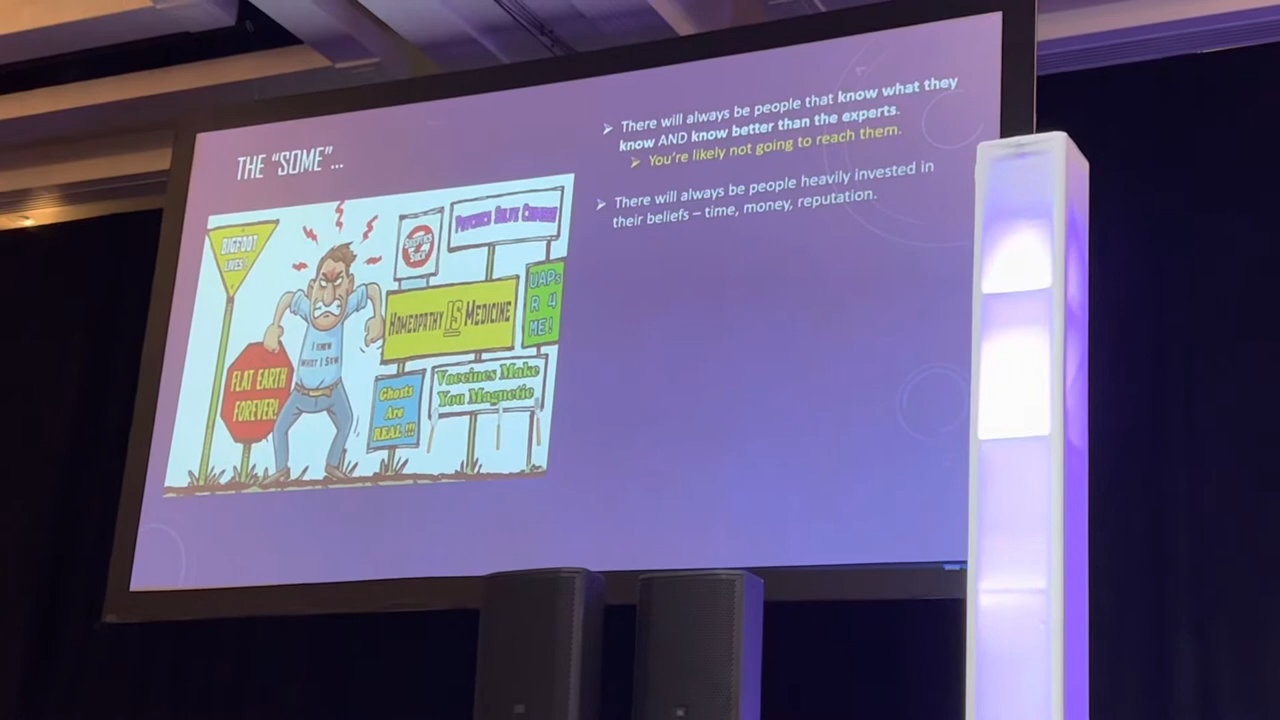 THE “SOME”...
➢ There will always be people that know what they
know AND know better than the experts.
➢ You’re likely not going to reach them.
➢ There will always be people heavily invested in
their beliefs – time, money, reputation.
BIGFOOT
LIVES!
SKEPTICS
SUCK
PSYCHICS SOLVE CRIMES!
UAPs
R 4
ME!
HOMEOPATHY IS MEDICINE
I KNOW
WHAT I SAW
FLAT EARTH
FOREVER!
Ghosts
Are
REAL !!!
Vaccines Make
You Magnetic